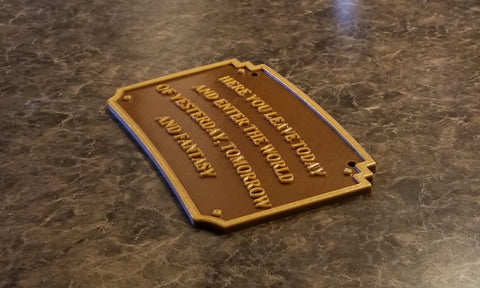 HERE YOU LEAVE TODAY
AND ENTER THE WORLD
OF YESTERDAY, TOMORROW
AND FANTASY